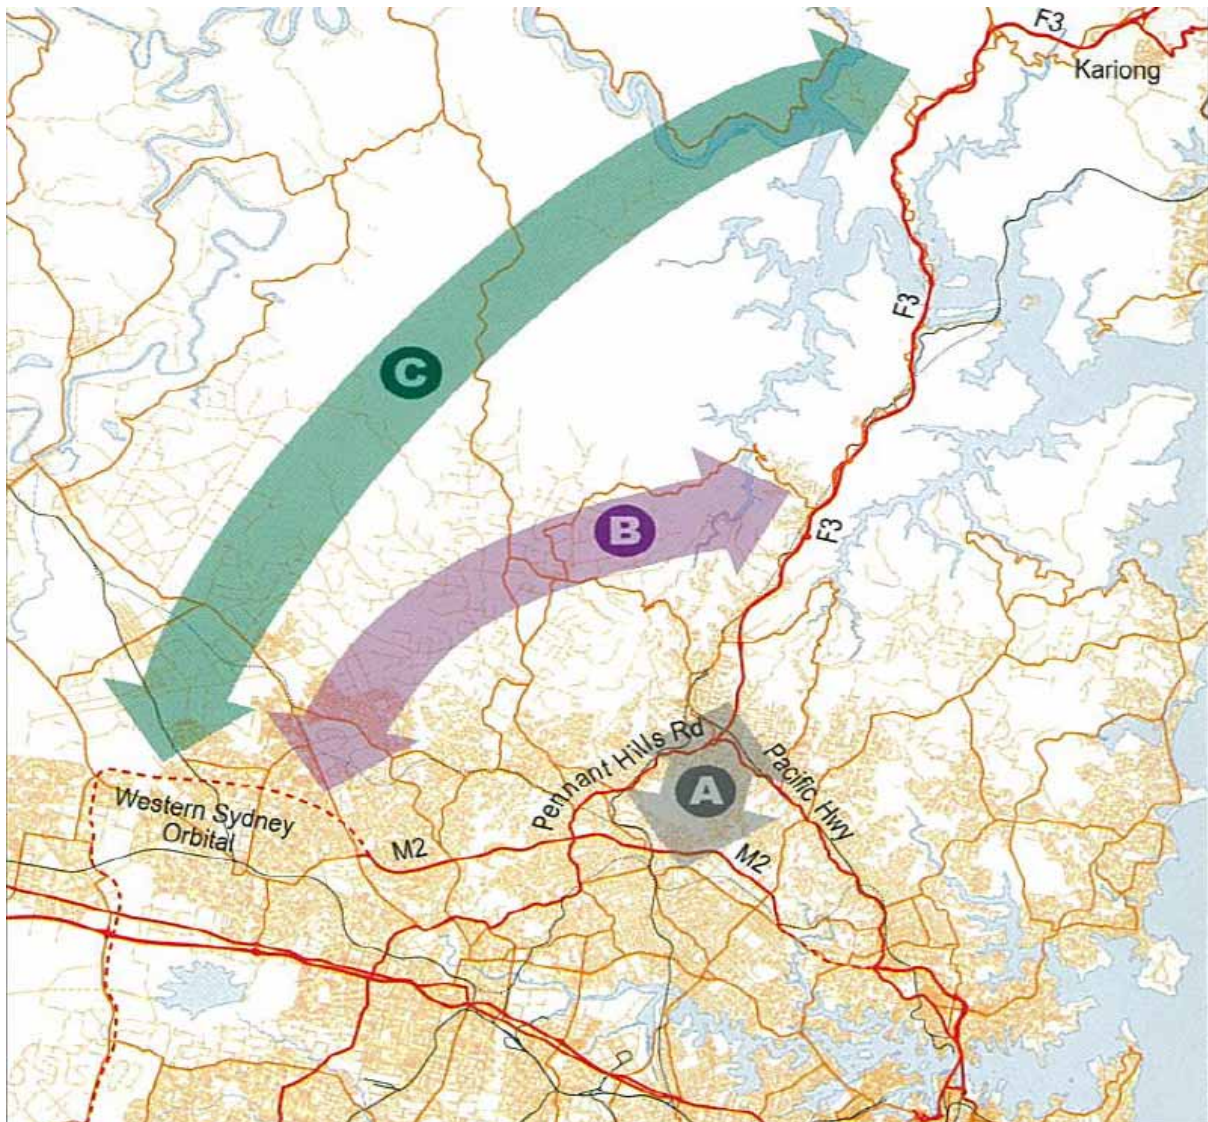 F3
Kariong
C
F3
B
F3
Pennant Hills Rd
Pacific Hwy
A
Western Sydney
Orbital
M2
M2